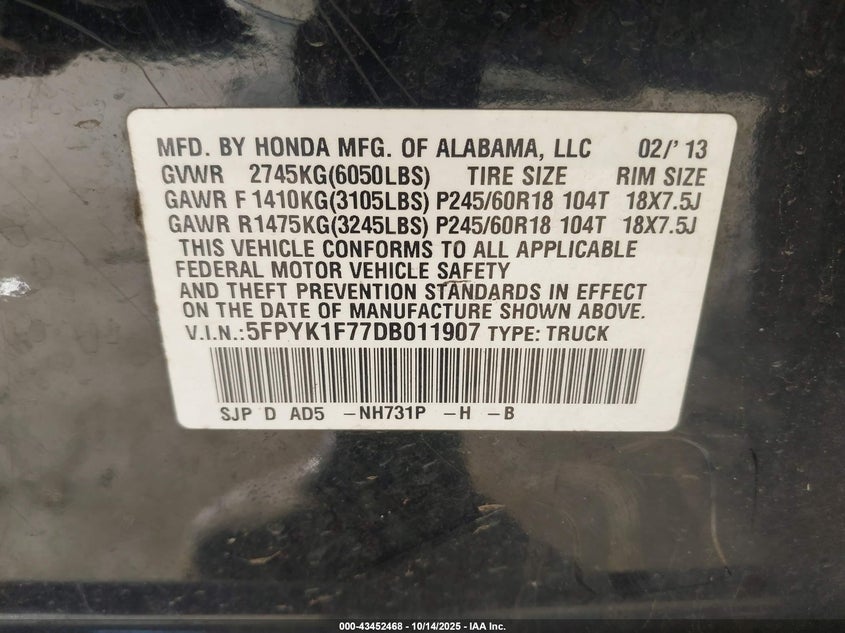 MFD. BY HONDA MFG. OF ALABAMA, LLC 02/' 13
GVWR 2745KG(6050LBS) TIRE SIZE RIM SIZE
GAWR F 1410KG(3105LBS) P245/60R18 104T 18X7.5J
GAWR R1475KG(3245LBS) P245/60R18 104T 18X7.5J
THIS VEHICLE CONFORMS TO ALL APPLICABLE
FEDERAL MOTOR VEHICLE SAFETY
AND THEFT PREVENTION STANDARDS IN EFFECT
ON THE DATE OF MANUFACTURE SHOWN ABOVE.
V.I.N.:5FPYK1F77DB011907 TYPE: TRUCK
SJP D AD5 -NH731P -H -B
000-43452468 - 10/14/2025 - IAA Inc.